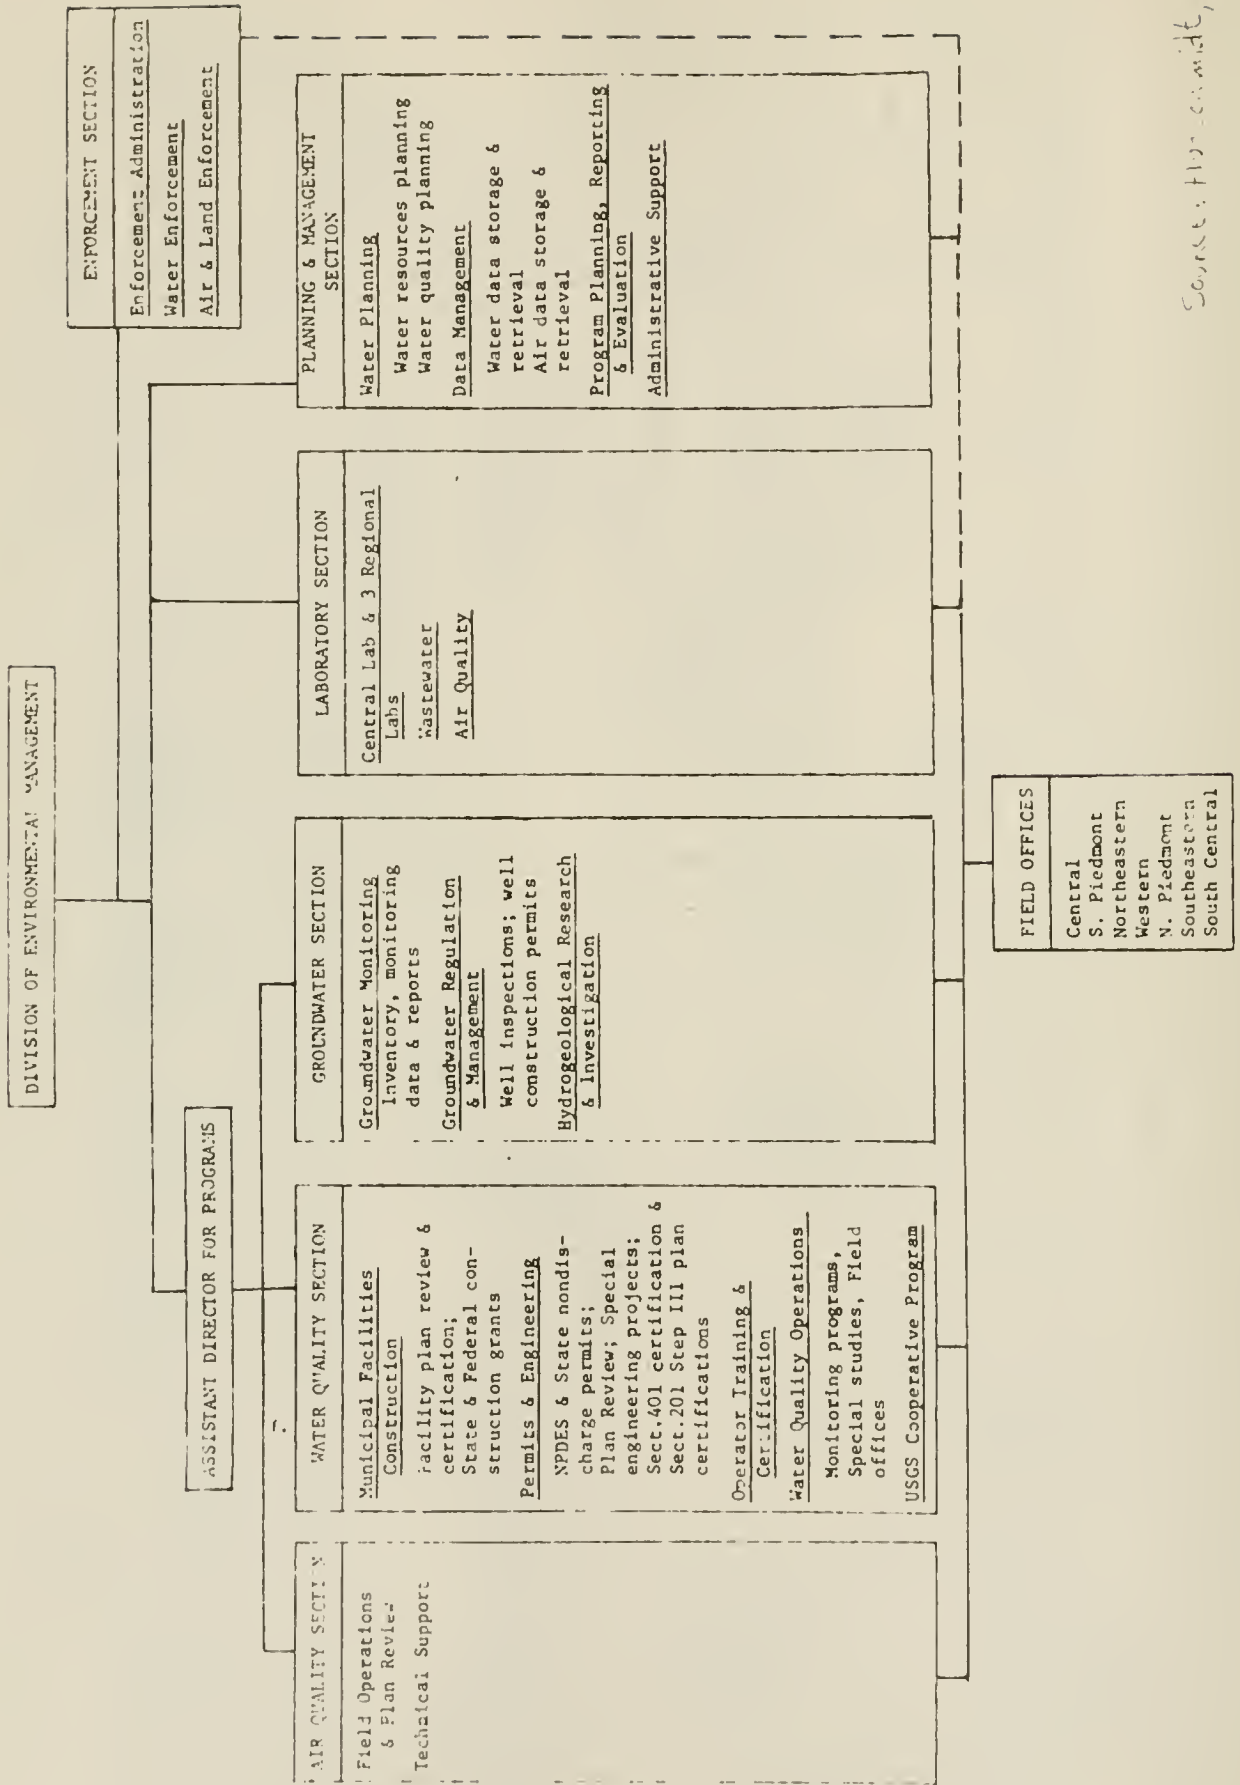 DIVISION OF ENVIRONMENTAL MANAGEMENT
ENFORCEMENT SECTION
Enforcement Administration
Water Enforcement
Air & Land Enforcement
ASSISTANT DIRECTOR FOR PROGRAMS
AIR QUALITY SECTION
Field Operations
& Plan Review
Technical Support
WATER QUALITY SECTION
Municipal Facilities
Construction
Facility plan review &
certification;
State & Federal con-
struction grants
Permits & Engineering
NPDES & State nondis-
charge permits;
Plan Review; Special
engineering projects;
Sect.401 certification &
Sect.201 Step III plan
certifications
Operator Training &
Certification
Water Quality Operations
Monitoring programs,
Special studies, Field
offices
USGS Cooperative Program
GROUNDWATER SECTION
Groundwater Monitoring
Inventory, monitoring
data & reports
Groundwater Regulation
& Management
Well inspections; well
construction permits
Hydrogeological Research
& Investigation
LABORATORY SECTION
Central Lab & 3 Regional
Labs
Wastewater
Air Quality
PLANNING & MANAGEMENT
SECTION
Water Planning
Water resources planning
Water quality planning
Data Management
Water data storage &
retrieval
Air data storage &
retrieval
Program Planning, Reporting
& Evaluation
Administrative Support
FIELD OFFICES
Central
S. Piedmont
Northeastern
Western
N. Piedmont
Southeastern
South Central
Source: